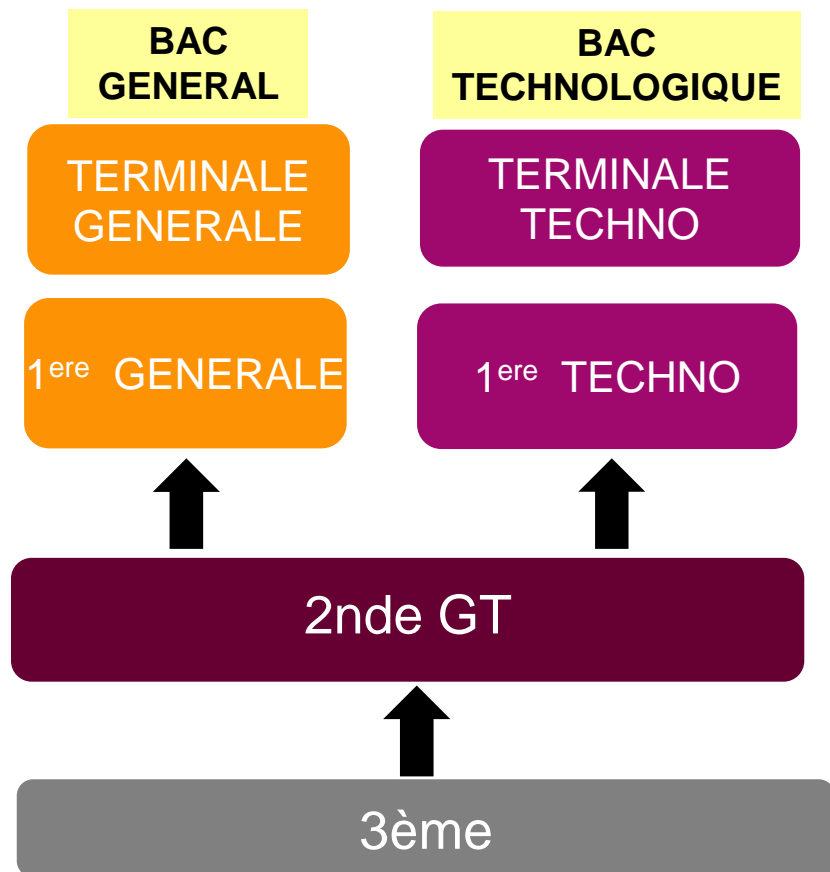 BAC
GENERAL
BAC
TECHNOLOGIQUE
TERMINALE
GENERALE
TERMINALE
TECHNO
1ere GENERALE
1ere TECHNO
2nde GT
3ème